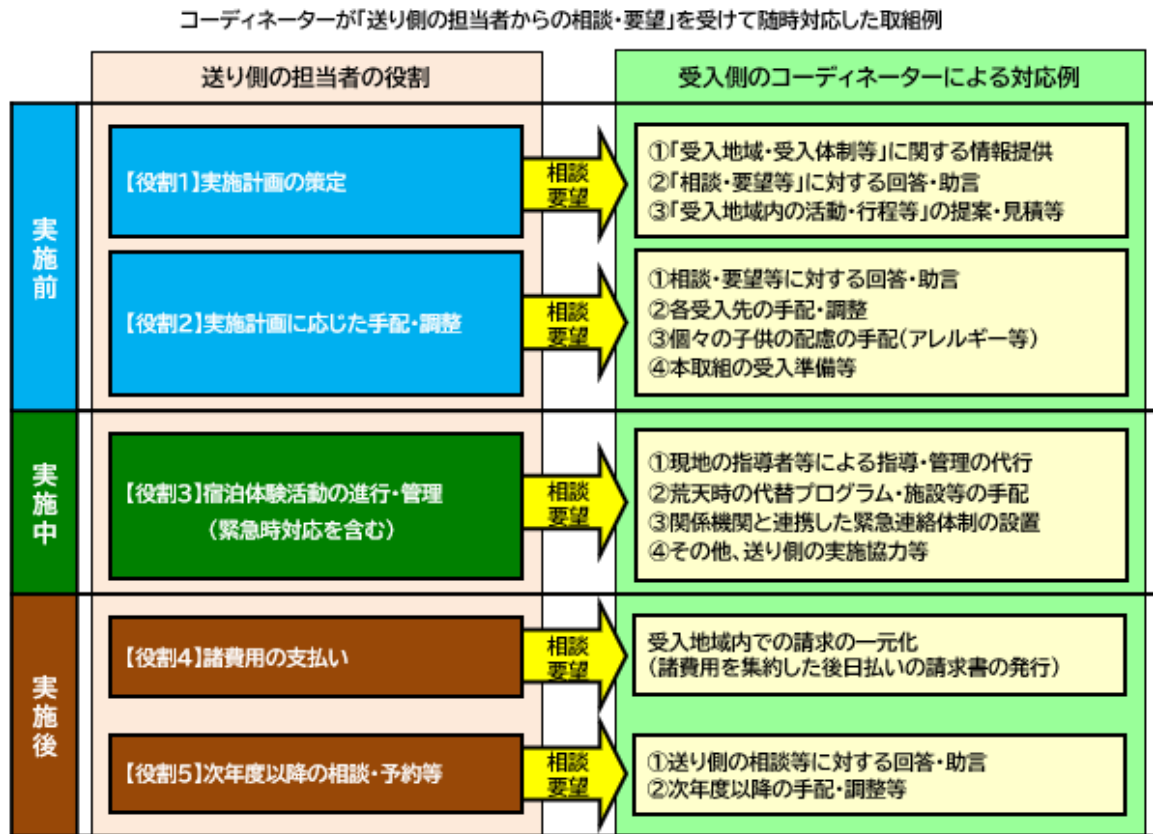 コーディネーターが「送り側の担当者からの相談・要望」を受けて随時対応した取組例
送り側の担当者の役割
受入側のコーディネーターによる対応例
実施前
【役割1】実施計画の策定
相談
要望
①「受入地域・受入体制等」に関する情報提供
②「相談・要望等」に対する回答・助言
③「受入地域内の活動・行程等」の提案・見積等
【役割2】実施計画に応じた手配・調整
相談
要望
①相談・要望等に対する回答・助言
②各受入先の手配・調整
③個々の子供の配慮の手配(アレルギー等)
④本取組の受入準備等
実施中
【役割3】宿泊体験活動の進行・管理
(緊急時対応を含む)
相談
要望
①現地の指導者等による指導・管理の代行
②荒天時の代替プログラム・施設等の手配
③関係機関と連携した緊急連絡体制の設置
④その他、送り側の実施協力等
実施後
【役割4】諸費用の支払い
相談
要望
受入地域内での請求の一元化
(諸費用を集約した後日払いの請求書の発行)
【役割5】次年度以降の相談・予約等
相談
要望
①送り側の相談等に対する回答・助言
②次年度以降の手配・調整等